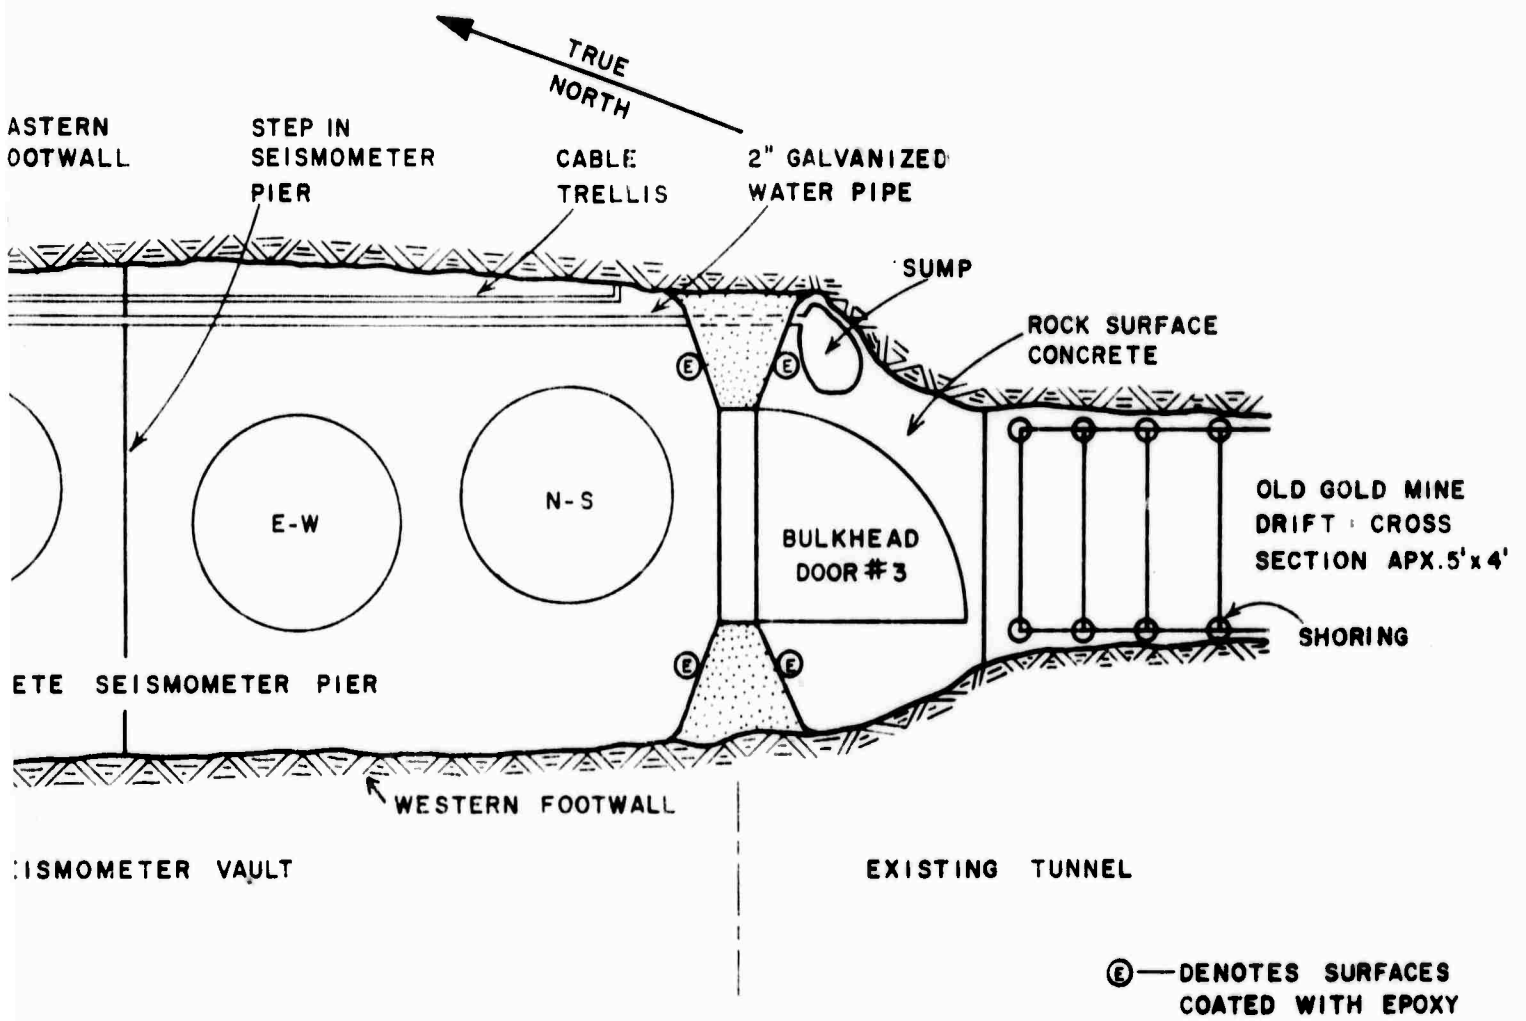 TRUE
NORTH
ASTERN
OOTWALL
STEP IN
SEISMOMETER
PIER
CABLE
TRELLIS
2" GALVANIZED
WATER PIPE
SUMP
ROCK SURFACE
CONCRETE
E
E
E-W
N-S
BULKHEAD
DOOR #3
OLD GOLD MINE
DRIFT : CROSS
SECTION APX. 5'x4'
SHORING
E
E
ETE SEISMOMETER PIER
WESTERN FOOTWALL
EISMOMETER VAULT
EXISTING TUNNEL
E — DENOTES SURFACES
COATED WITH EPOXY